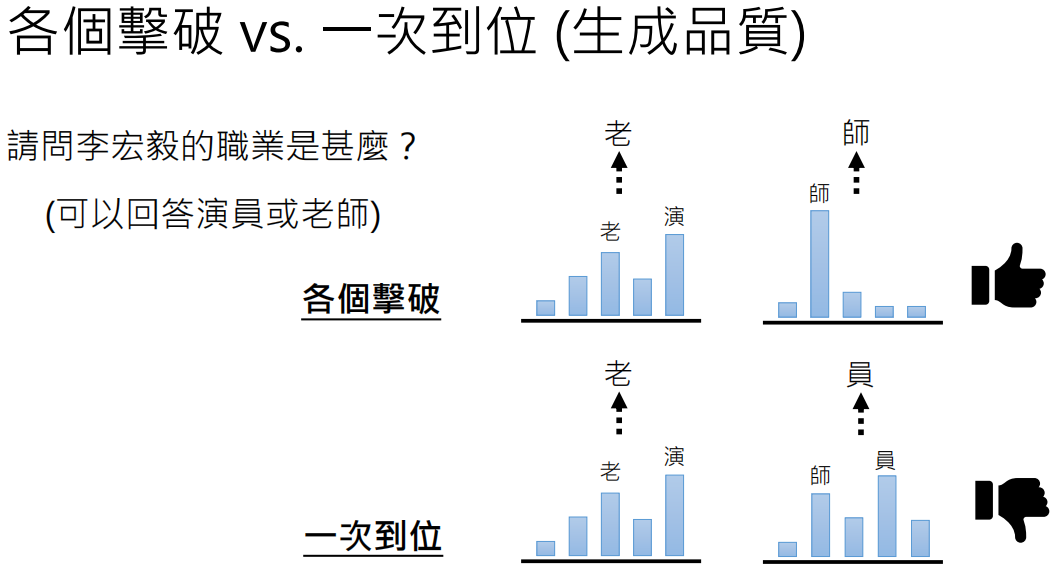 各個擊破 vs. 一次到位 (生成品質)
請問李宏毅的職業是甚麼？
(可以回答演員或老師)
各個擊破
老
老
演
師
師
一次到位
老
老
演
員
師
員